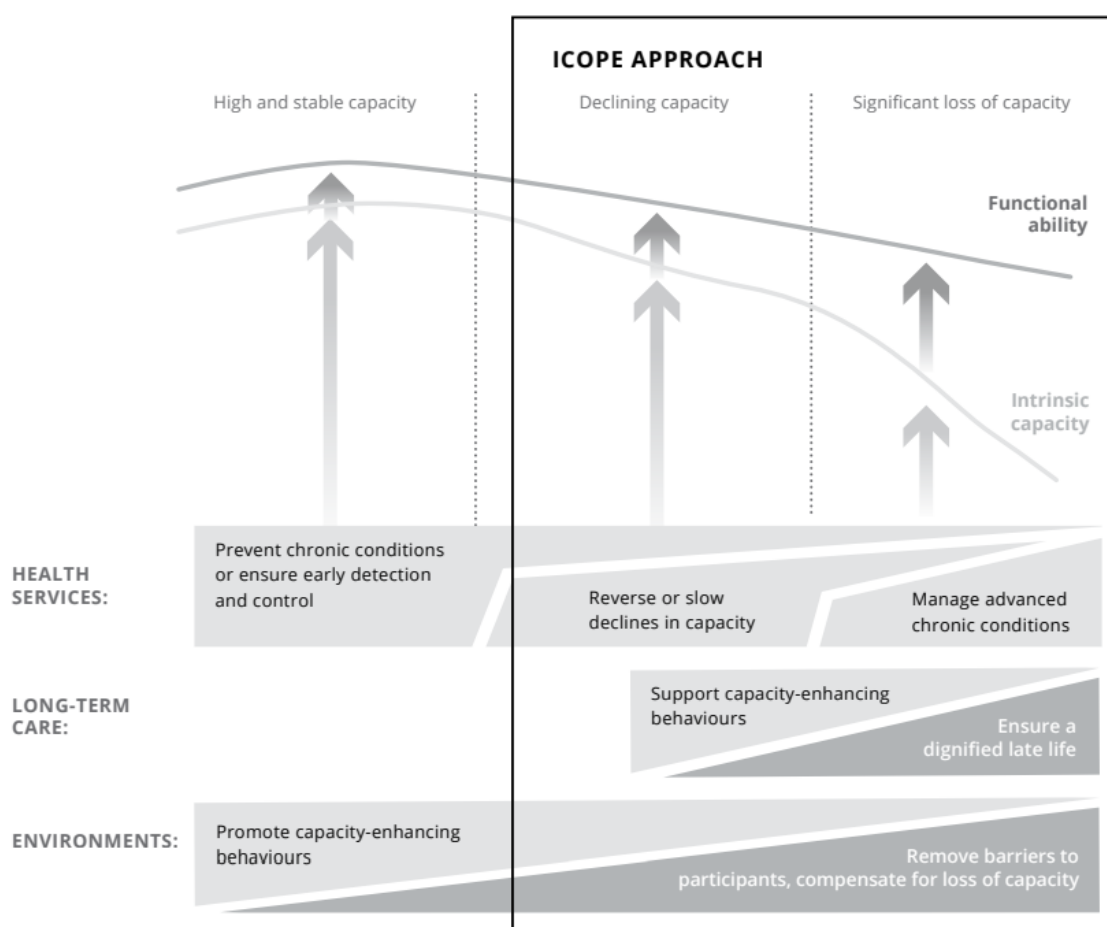 ICOPE APPROACH
High and stable capacity
Declining capacity
Significant loss of capacity
Functional
ability
Intrinsic
capacity
HEALTH
SERVICES:
Prevent chronic conditions
or ensure early detection
and control
Reverse or slow
declines in capacity
Manage advanced
chronic conditions
LONG-TERM
CARE:
Support capacity-enhancing
behaviours
Ensure a
dignified late life
ENVIRONMENTS:
Promote capacity-enhancing
behaviours
Remove barriers to
participants, compensate for loss of capacity